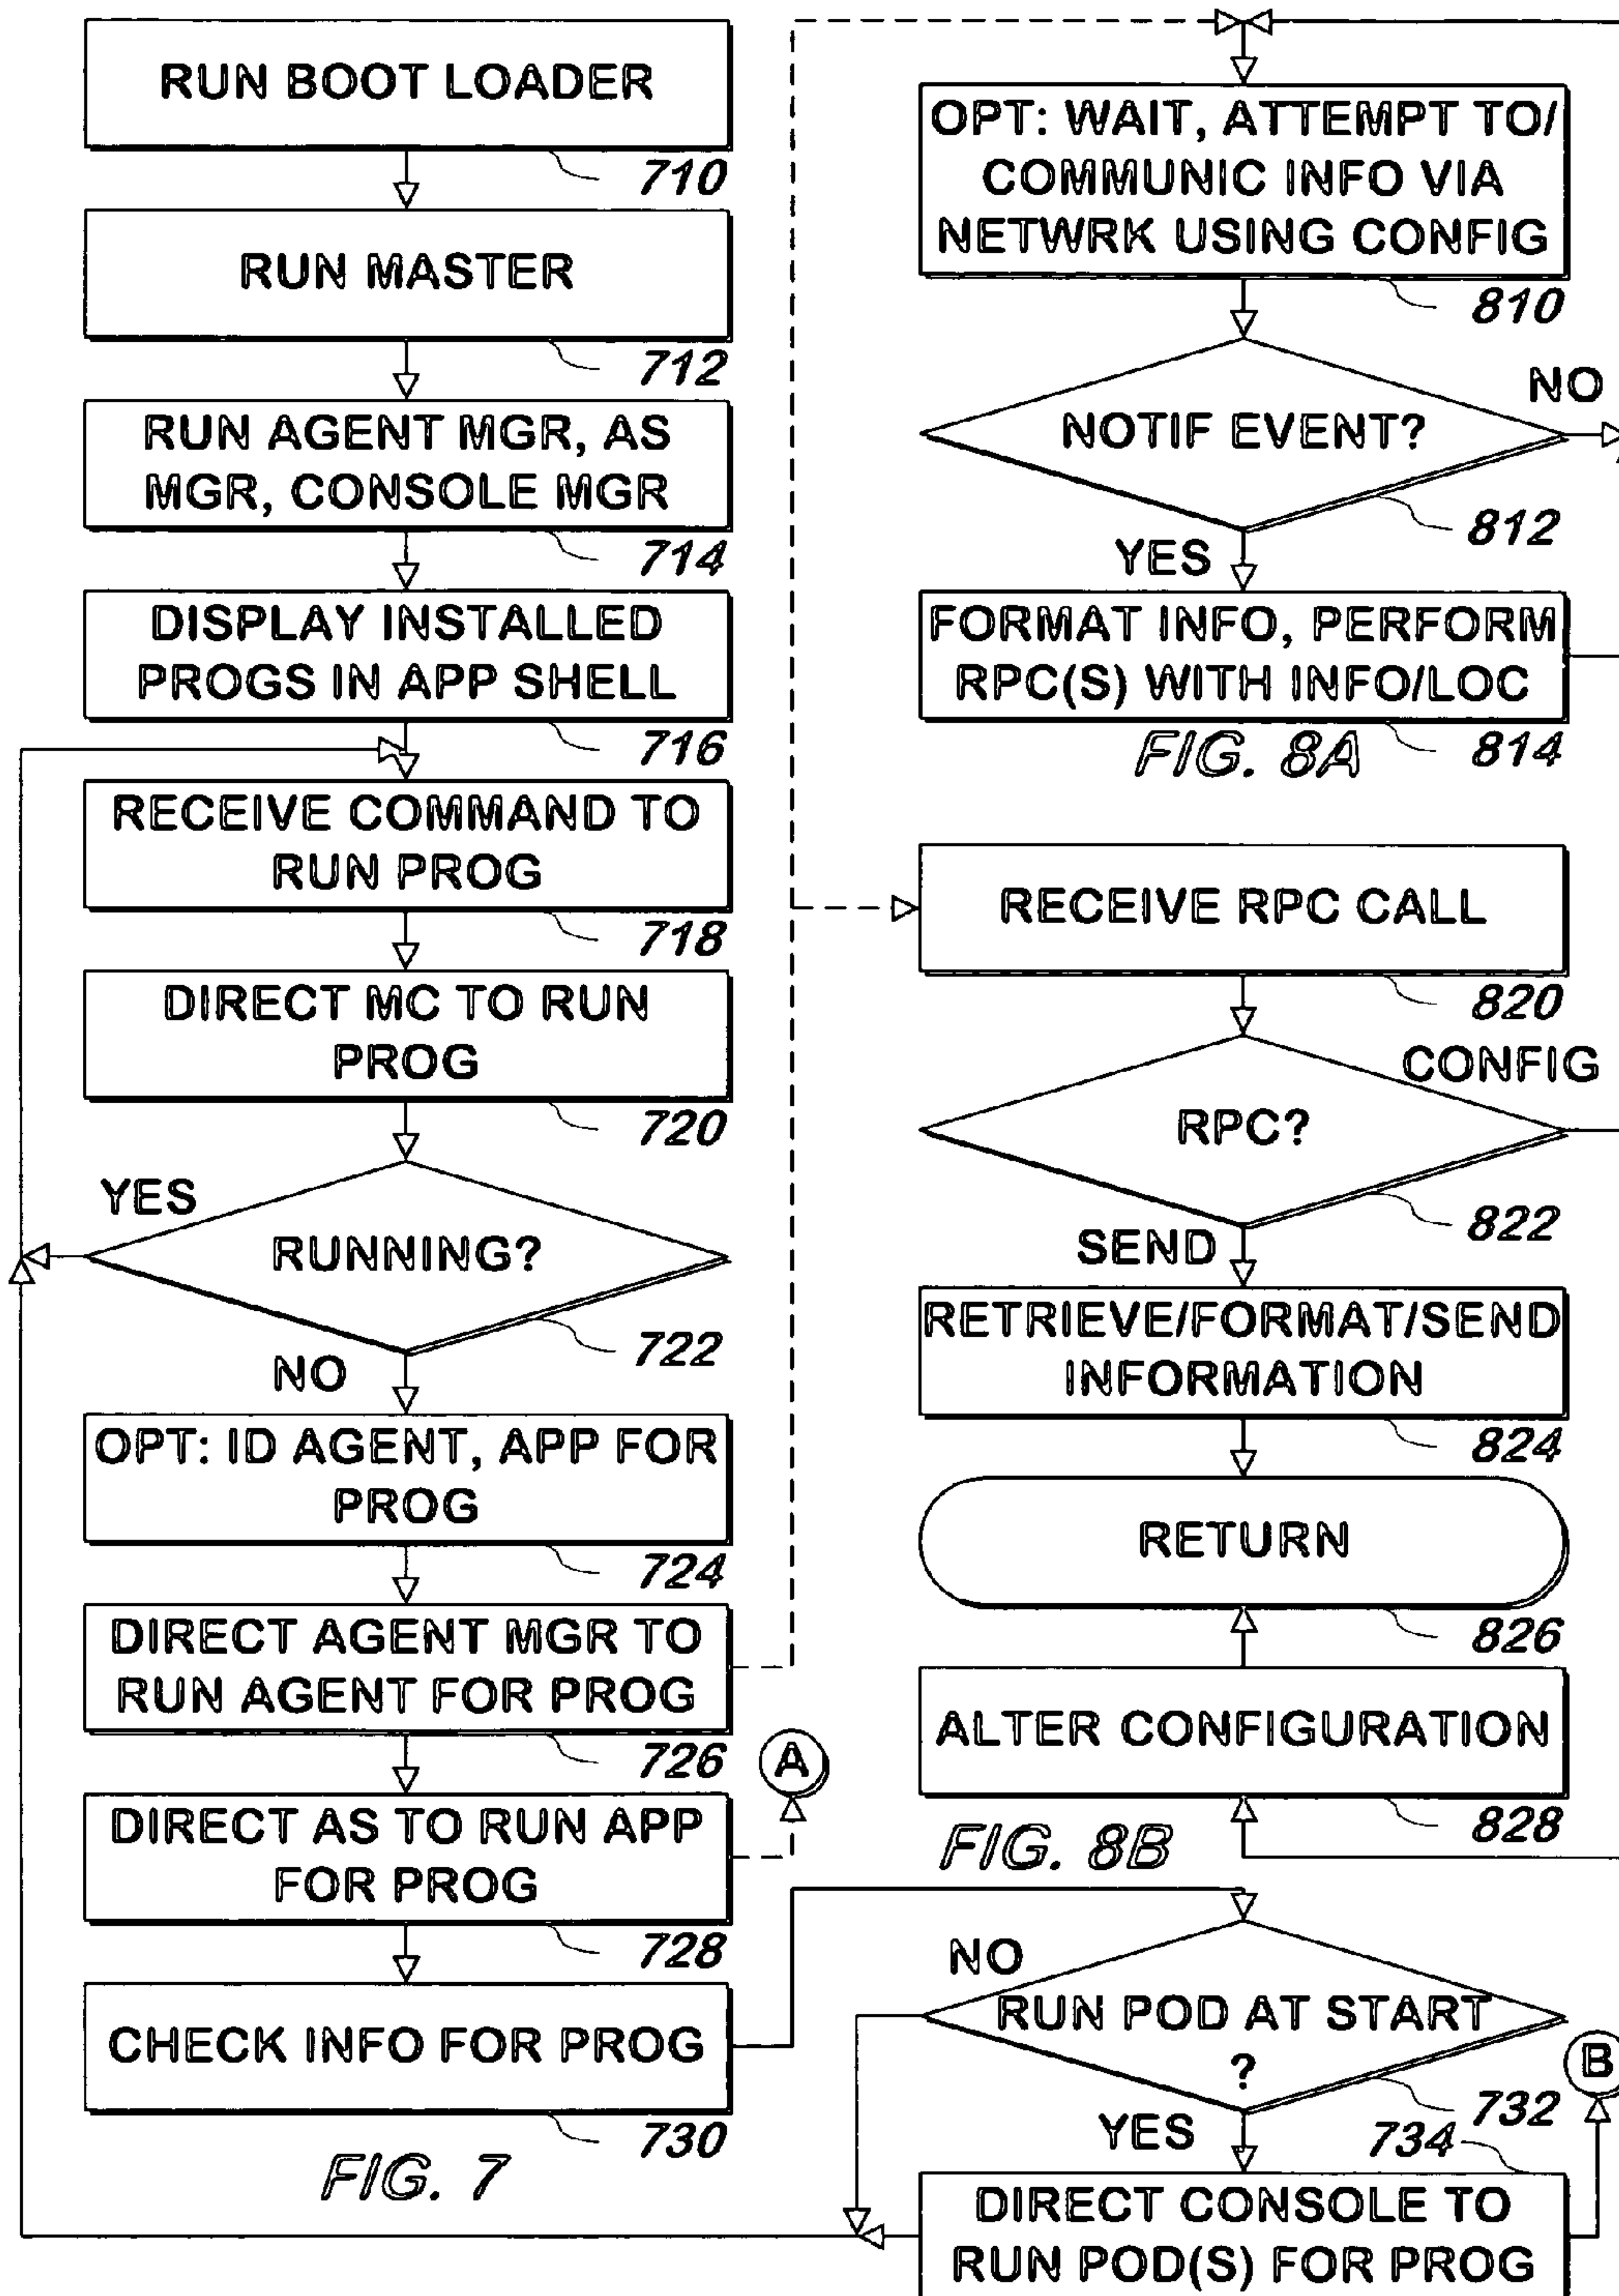 RUN BOOT LOADER
710
RUN MASTER
712
RUN AGENT MGR, AS
MGR, CONSOLE MGR
714
DISPLAY INSTALLED
PROGS IN APP SHELL
716
RECEIVE COMMAND TO
RUN PROG
718
DIRECT MC TO RUN
PROG
720
YES
RUNNING?
722
NO
OPT: ID AGENT, APP FOR
PROG
724
DIRECT AGENT MGR TO
RUN AGENT FOR PROG
726
A
DIRECT AS TO RUN APP
FOR PROG
728
CHECK INFO FOR PROG
730
FIG. 7
OPT: WAIT, ATTEMPT TO/
COMMUNIC INFO VIA
NETWRK USING CONFIG
810
NO
NOTIF EVENT?
812
YES
FORMAT INFO, PERFORM
RPC(S) WITH INFO/LOC
814
FIG. 8A
RECEIVE RPC CALL
820
CONFIG
RPC?
822
SEND
RETRIEVE/FORMAT/SEND
INFORMATION
824
RETURN
826
ALTER CONFIGURATION
828
FIG. 8B
NO
RUN POD AT START
?
B
732
YES
734
DIRECT CONSOLE TO
RUN POD(S) FOR PROG